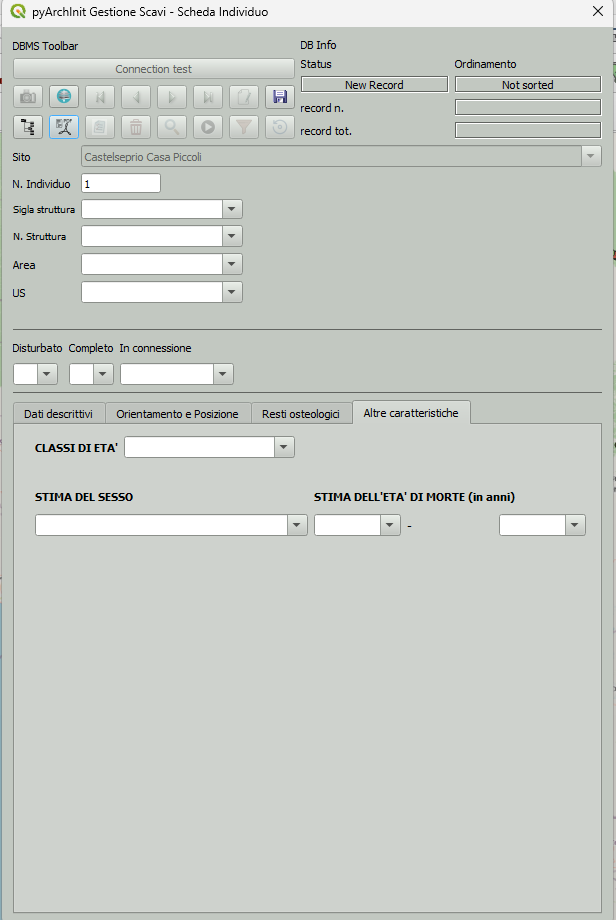 pyArchInit Gestione Scavi - Scheda Individuo
DBMS Toolbar
DB Info
Connection test
Status
Ordinamento
New Record
Not sorted
record n.
record tot.
Sito
Castelseprio Casa Piccoli
N. Individuo
1
Sigla struttura
N. Struttura
Area
US
Disturbato
Completo
In connessione
Dati descrittivi
Orientamento e Posizione
Resti osteologici
Altre caratteristiche
CLASSI DI ETA'
STIMA DEL SESSO
STIMA DELL'ETA' DI MORTE (in anni)
-